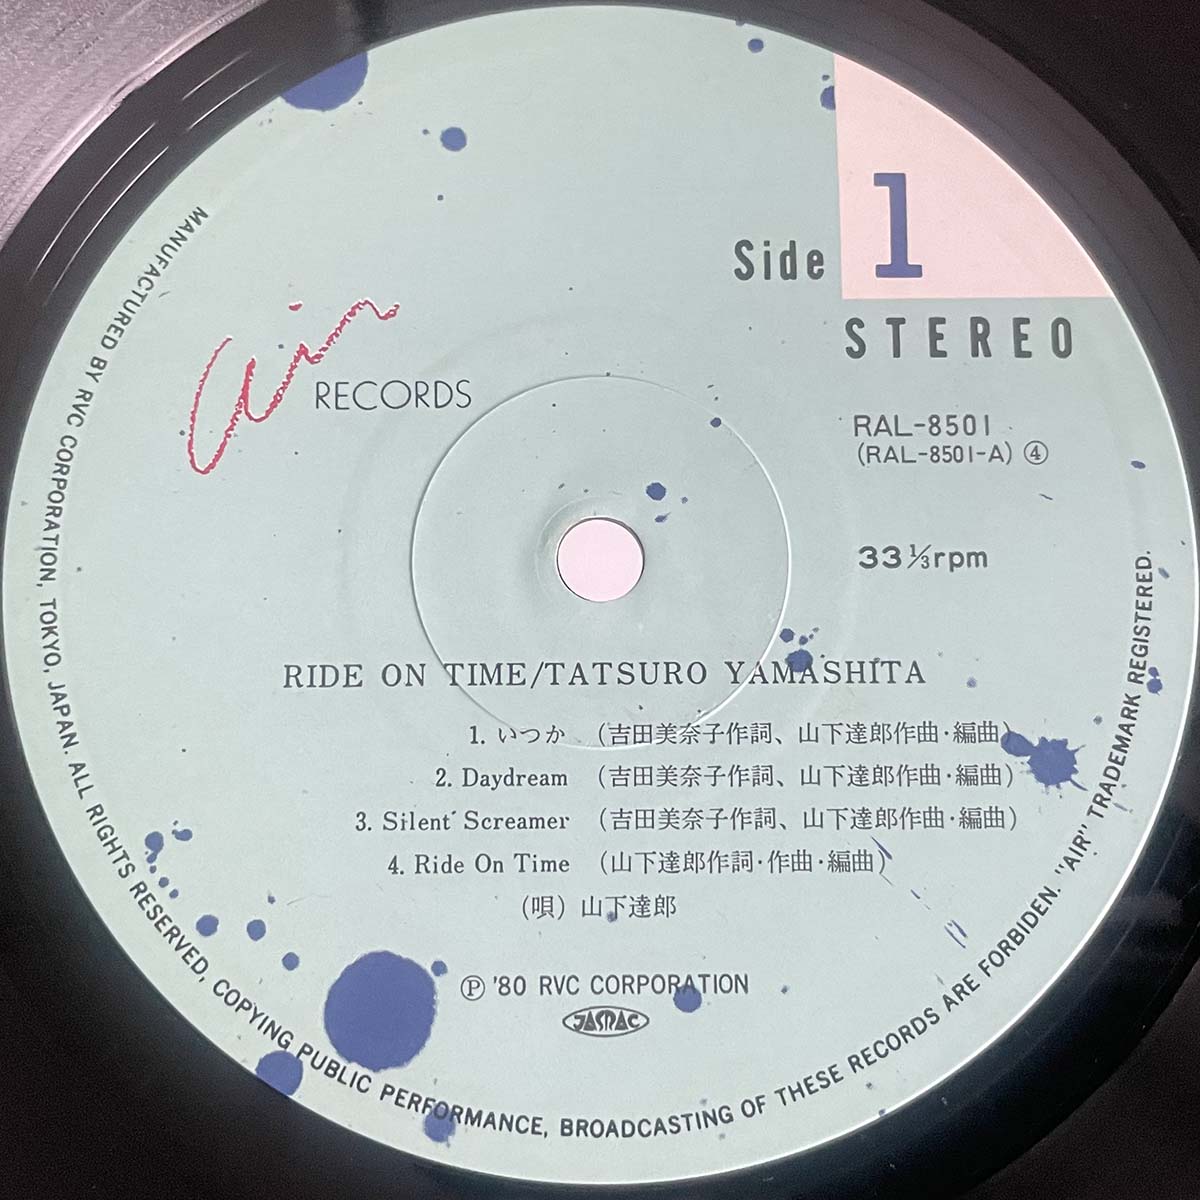 Side 1
STEREO
Air RECORDS
RAL-8501
(RAL-8501-A) ④
33 1/3 rpm
RIDE ON TIME/TATSURO YAMASHITA
1. いつか (吉田美奈子作詞、山下達郎作曲・編曲)
2. Daydream (吉田美奈子作詞、山下達郎作曲・編曲)
3. Silent Screamer (吉田美奈子作詞、山下達郎作曲・編曲)
4. Ride On Time (山下達郎作詞・作曲・編曲)
(唄) 山下達郎
Ⓟ '80 RVC CORPORATION
JASRAC
MANUFACTURED BY RVC CORPORATION, TOKYO, JAPAN. ALL RIGHTS RESERVED, COPYING PUBLIC PERFORMANCE, BROADCASTING OF THESE RECORDS ARE FORBIDEN. "AIR" TRADEMARK REGISTERED.